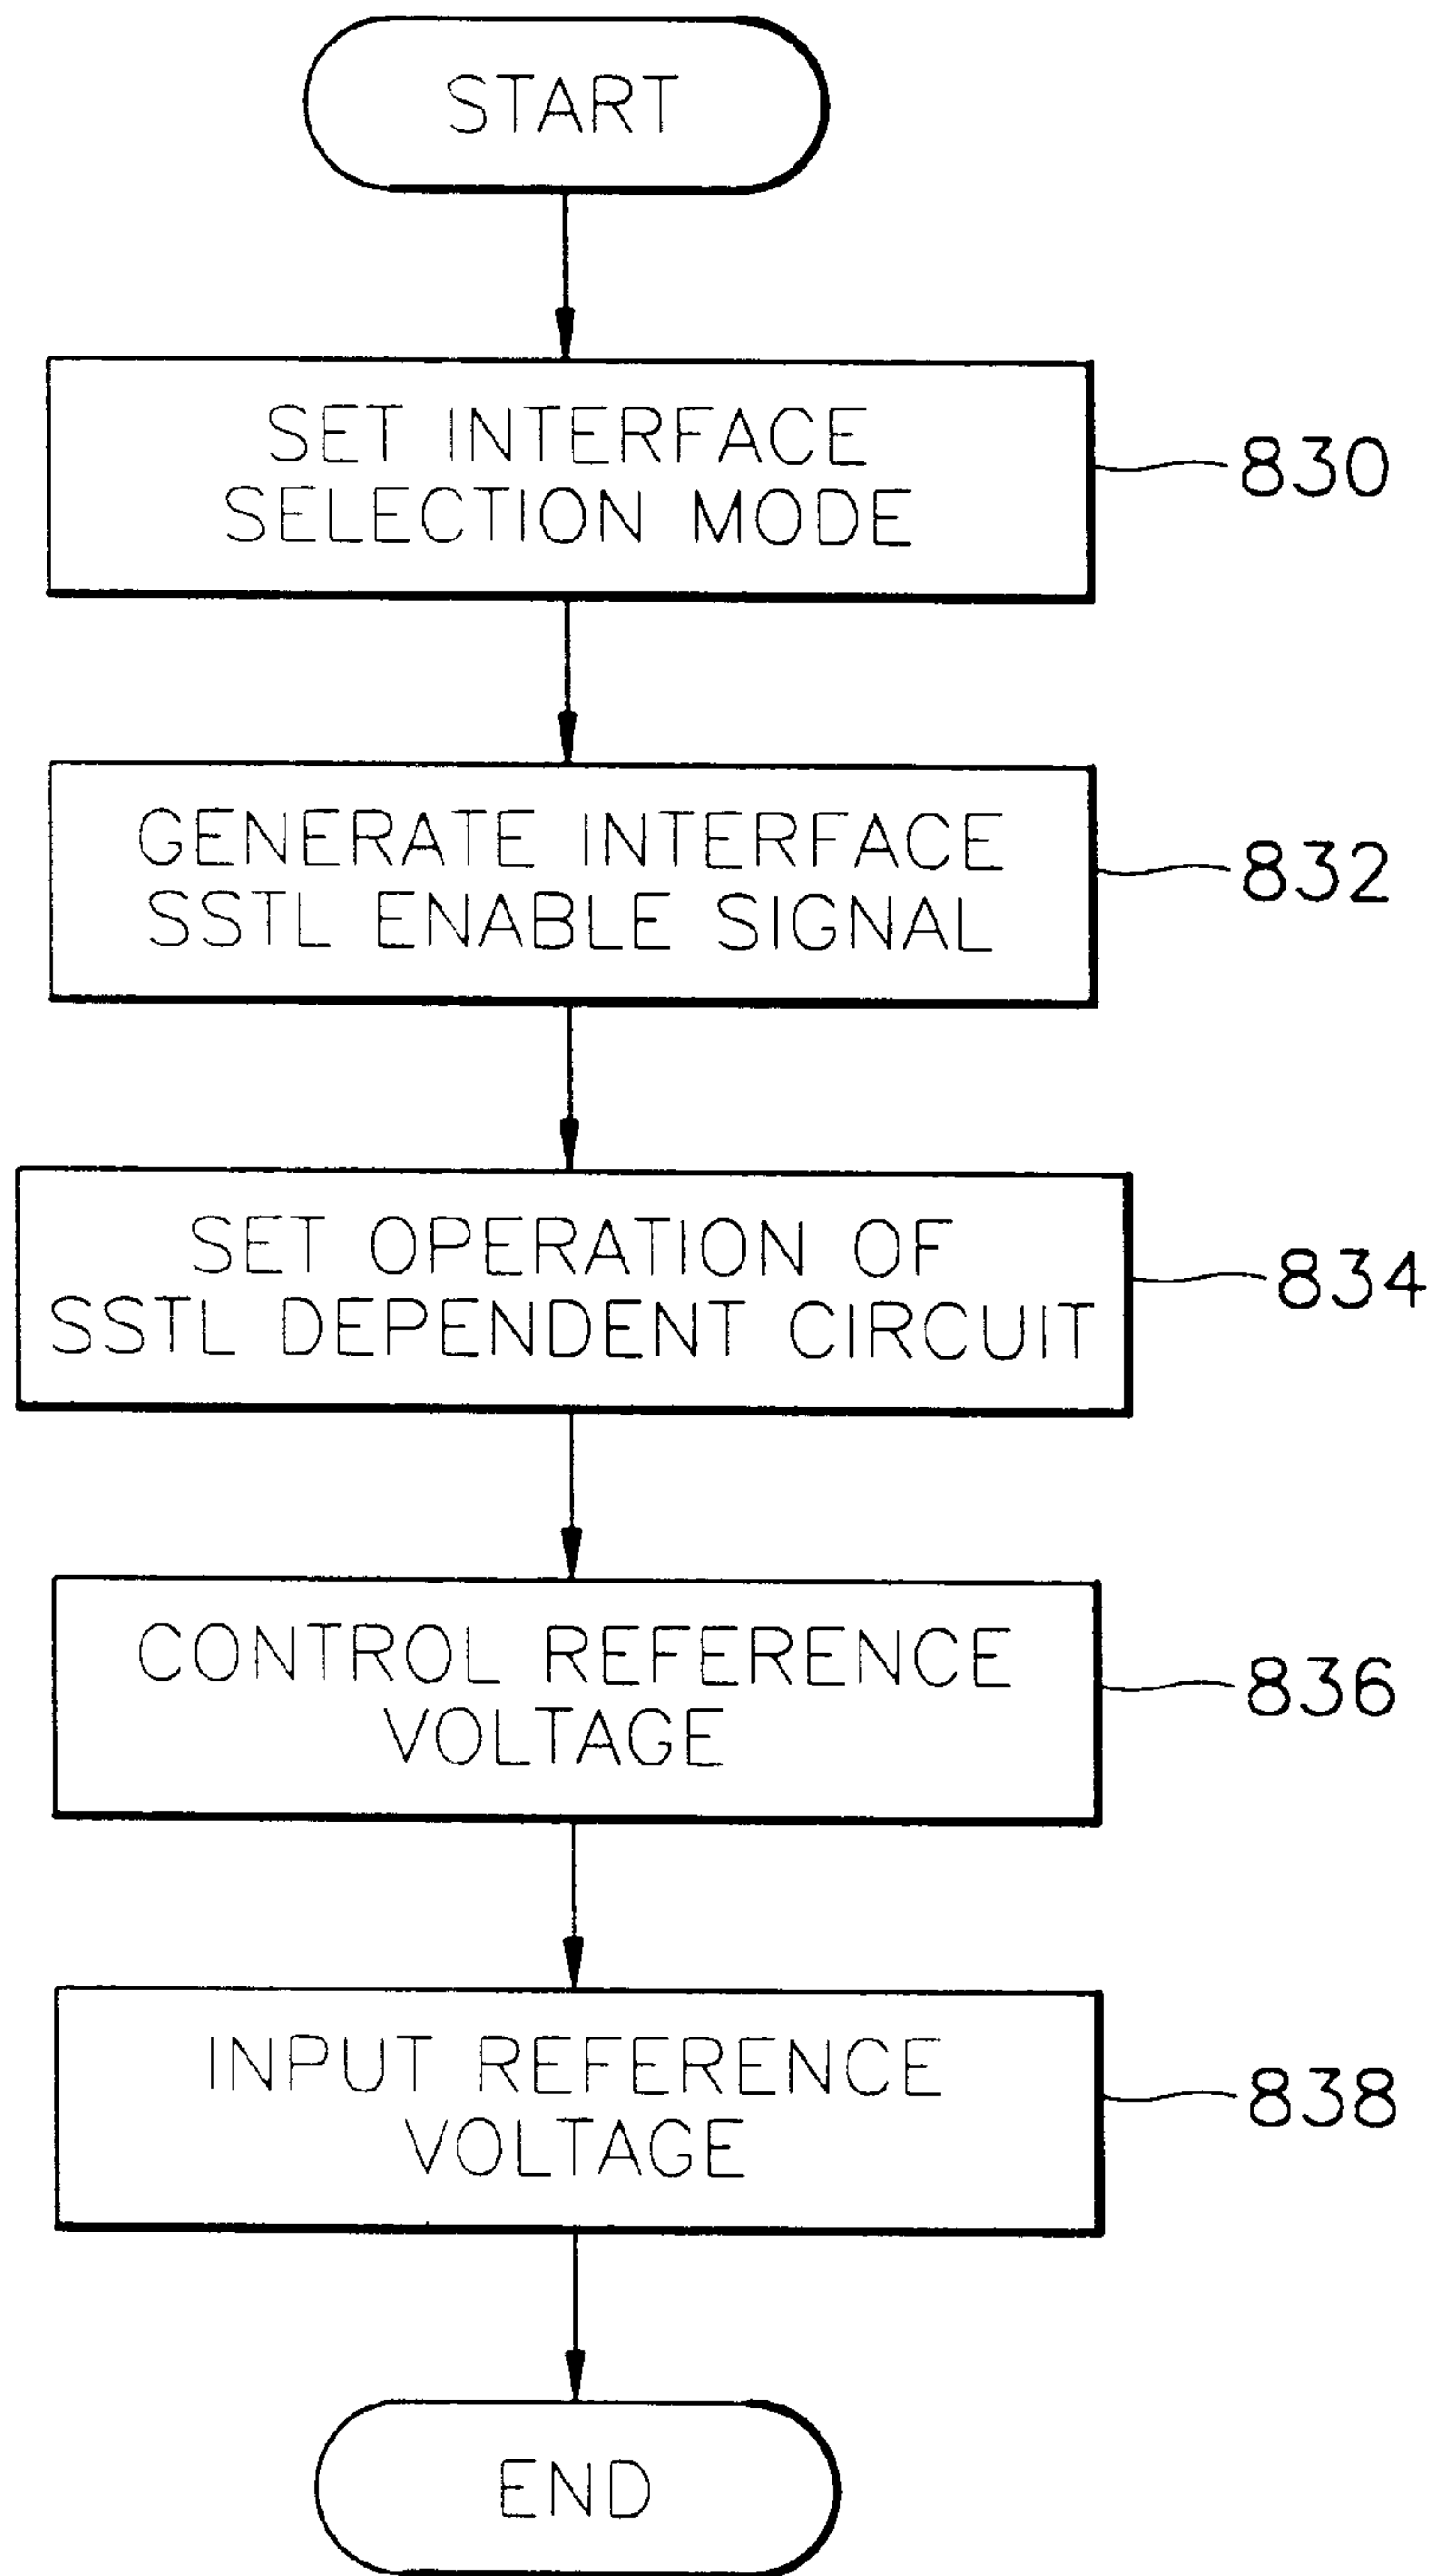 START
SET INTERFACE
SELECTION MODE
830
GENERATE INTERFACE
SSTL ENABLE SIGNAL
832
SET OPERATION OF
SSTL DEPENDENT CIRCUIT
834
CONTROL REFERENCE
VOLTAGE
836
INPUT REFERENCE
VOLTAGE
838
END